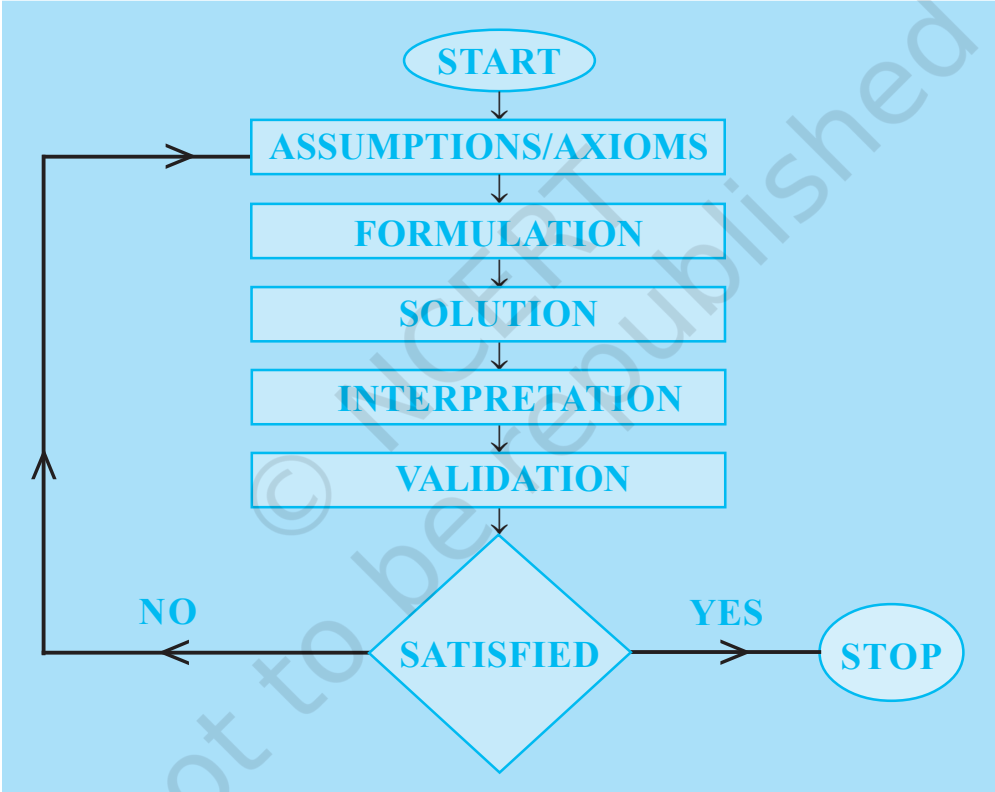 START
ASSUMPTIONS/AXIOMS
FORMULATION
SOLUTION
INTERPRETATION
VALIDATION
NO
YES
SATISFIED
STOP
© NCERT
not to be republished